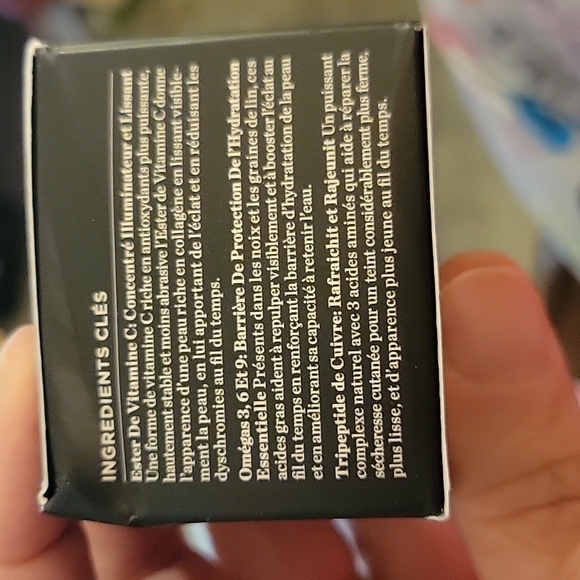 INGREDIENTS CLÉS
Ester De Vitamine C: Concentré Illuminateur et Lissant
Une forme de vitamine C riche en antioxydants plus puissante,
hautement stable et moins abrasive l'Ester de Vitamine C donne
l'apparence d'une peau riche en collagène en lissant visible-
ment la peau, en lui apportant de l'éclat et en réduisant les
dyschromies au fil du temps.
Omégas 3, 6 Et 9: Barrière De Protection De l'Hydratation
Essentielle Présents dans les noix et les graines de lin, ces
acides gras aident à repulper visiblement et à booster l'éclat au
fil du temps en renforçant la barrière d'hydratation de la peau
et en améliorant sa capacité à retenir l'eau.
Tripeptide de Cuivre: Rafraichit et Rajeunit Un puissant
complexe naturel avec 3 acides aminés qui aide à réparer la
sécheresse cutanée pour un teint considérablement plus ferme,
plus lisse, et d'apparence plus jeune au fil du temps.